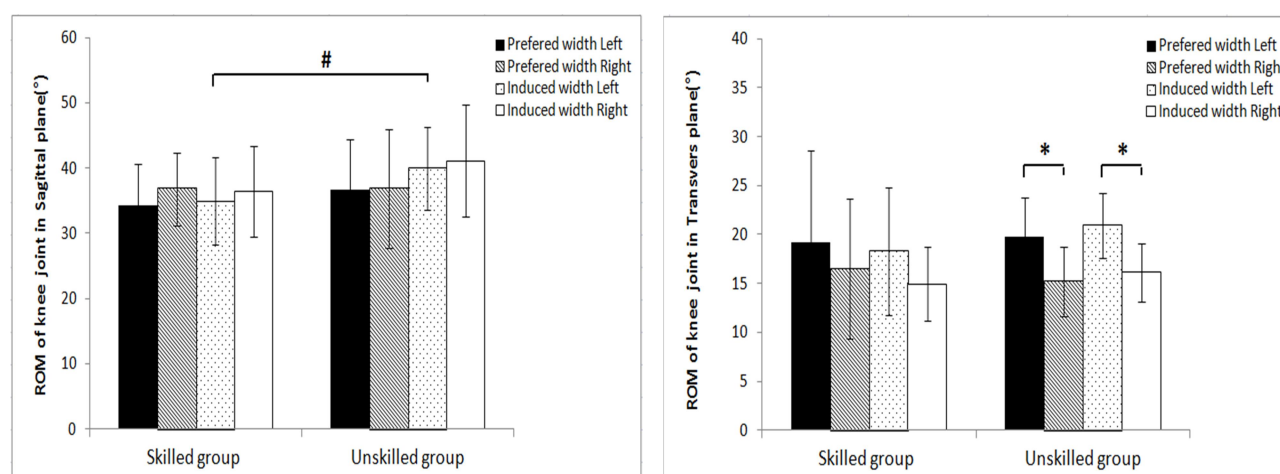 60
50
40
30
20
10
0
ROM of knee joint in Sagittal plane(°)
#
Prefered width Left
Prefered width Right
Induced width Left
Induced width Right
Skilled group
Unskilled group
40
35
30
25
20
15
10
5
0
ROM of knee joint in Transvers plane(°)
Prefered width Left
Prefered width Right
Induced width Left
Induced width Right
*
*
Skilled group
Unskilled group